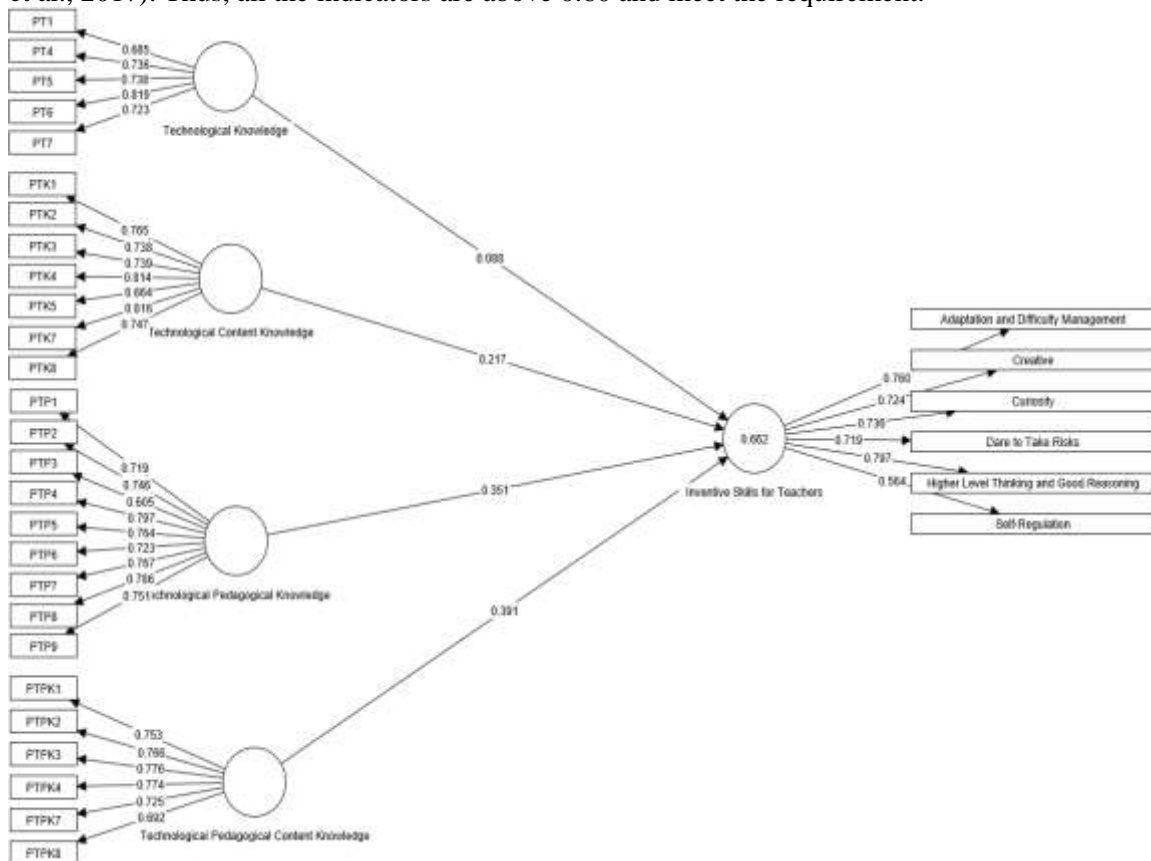 et al., 2017). Thus, all the indicators are above 0.60 and meet the requirement.
PT1
PT4
PT5
PT6
PT7
0.685
0.736
0.738
0.819
0.723
Technological Knowledge
PTK1
PTK2
PTK3
PTK4
PTK5
PTK7
PTK8
0.765
0.738
0.739
0.814
0.664
0.816
0.747
Technological Content Knowledge
PTP1
PTP2
PTP3
PTP4
PTP5
PTP6
PTP7
PTP8
PTP9
0.719
0.746
0.605
0.797
0.764
0.723
0.767
0.786
0.751
chnological Pedagogical Knowledge
PTPK1
PTPK2
PTPK3
PTPK4
PTPK7
PTPK8
0.753
0.766
0.776
0.774
0.725
0.692
Technological Pedagogical Content Knowledge
0.088
0.217
0.351
0.391
0.662
Inventive Skills for Teachers
0.760
0.724
0.736
0.719
0.797
0.564
Adaptation and Difficulty Management
Creative
Curiosity
Dare to Take Risks
Higher Level Thinking and Good Reasoning
Self-Regulation